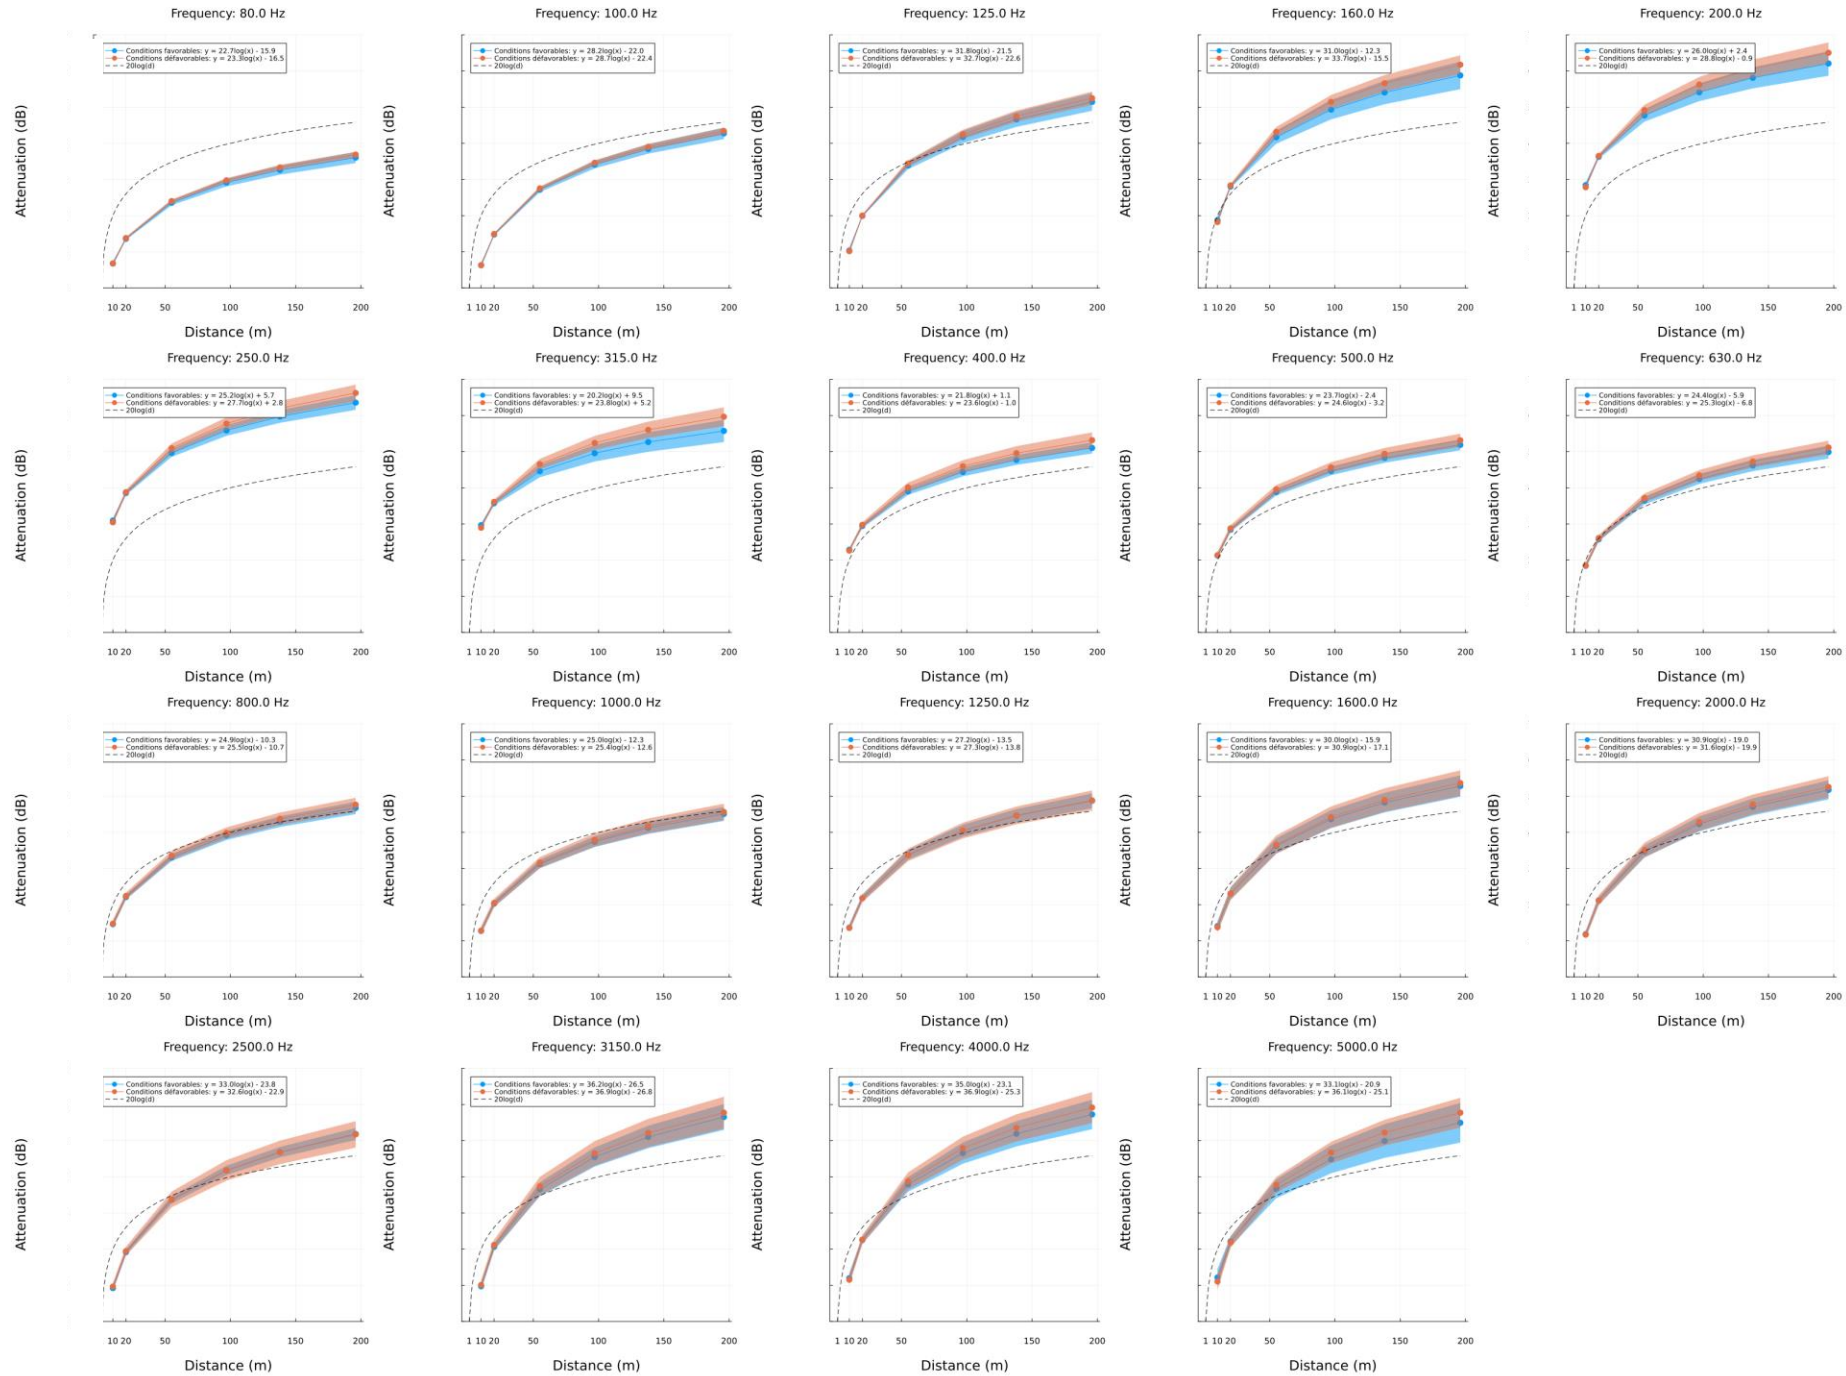 Frequency: 80.0 Hz
Attenuation (dB)
Conditions favorables: y = 22.7log(x) - 15.9
Conditions défavorables: y = 23.3log(x) - 16.5
20log(d)
10 20 50 100 150 200
Distance (m)
Frequency: 100.0 Hz
Attenuation (dB)
Conditions favorables: y = 28.2log(x) - 22.0
Conditions défavorables: y = 28.7log(x) - 22.4
20log(d)
1 10 20 50 100 150 200
Distance (m)
Frequency: 125.0 Hz
Attenuation (dB)
Conditions favorables: y = 31.8log(x) - 21.5
Conditions défavorables: y = 32.7log(x) - 22.6
20log(d)
1 10 20 50 100 150 200
Distance (m)
Frequency: 160.0 Hz
Attenuation (dB)
Conditions favorables: y = 31.0log(x) - 12.3
Conditions défavorables: y = 33.7log(x) - 15.5
20log(d)
1 10 20 50 100 150 200
Distance (m)
Frequency: 200.0 Hz
Attenuation (dB)
Conditions favorables: y = 26.0log(x) + 2.4
Conditions défavorables: y = 28.8log(x) - 0.9
20log(d)
1 10 20 50 100 150 200
Distance (m)
Frequency: 250.0 Hz
Attenuation (dB)
Conditions favorables: y = 25.2log(x) + 5.7
Conditions défavorables: y = 27.7log(x) + 2.8
20log(d)
10 20 50 100 150 200
Distance (m)
Frequency: 315.0 Hz
Attenuation (dB)
Conditions favorables: y = 20.2log(x) + 9.5
Conditions défavorables: y = 23.8log(x) + 5.2
20log(d)
1 10 20 50 100 150 200
Distance (m)
Frequency: 400.0 Hz
Attenuation (dB)
Conditions favorables: y = 21.8log(x) + 1.1
Conditions défavorables: y = 23.6log(x) - 1.0
20log(d)
1 10 20 50 100 150 200
Distance (m)
Frequency: 500.0 Hz
Attenuation (dB)
Conditions favorables: y = 23.7log(x) - 2.4
Conditions défavorables: y = 24.6log(x) - 3.2
20log(d)
1 10 20 50 100 150 200
Distance (m)
Frequency: 630.0 Hz
Attenuation (dB)
Conditions favorables: y = 24.4log(x) - 5.9
Conditions défavorables: y = 25.3log(x) - 6.8
20log(d)
1 10 20 50 100 150 200
Distance (m)
Frequency: 800.0 Hz
Attenuation (dB)
Conditions favorables: y = 24.9log(x) - 10.3
Conditions défavorables: y = 25.5log(x) - 10.7
20log(d)
10 20 50 100 150 200
Distance (m)
Frequency: 1000.0 Hz
Attenuation (dB)
Conditions favorables: y = 25.0log(x) - 12.3
Conditions défavorables: y = 25.4log(x) - 12.6
20log(d)
1 10 20 50 100 150 200
Distance (m)
Frequency: 1250.0 Hz
Attenuation (dB)
Conditions favorables: y = 27.2log(x) - 13.5
Conditions défavorables: y = 27.3log(x) - 13.8
20log(d)
1 10 20 50 100 150 200
Distance (m)
Frequency: 1600.0 Hz
Attenuation (dB)
Conditions favorables: y = 30.0log(x) - 15.9
Conditions défavorables: y = 30.9log(x) - 17.1
20log(d)
1 10 20 50 100 150 200
Distance (m)
Frequency: 2000.0 Hz
Attenuation (dB)
Conditions favorables: y = 30.9log(x) - 19.0
Conditions défavorables: y = 31.6log(x) - 19.9
20log(d)
1 10 20 50 100 150 200
Distance (m)
Frequency: 2500.0 Hz
Attenuation (dB)
Conditions favorables: y = 33.0log(x) - 23.8
Conditions défavorables: y = 32.6log(x) - 22.9
20log(d)
10 20 50 100 150 200
Distance (m)
Frequency: 3150.0 Hz
Attenuation (dB)
Conditions favorables: y = 36.2log(x) - 26.5
Conditions défavorables: y = 36.9log(x) - 26.8
20log(d)
1 10 20 50 100 150 200
Distance (m)
Frequency: 4000.0 Hz
Attenuation (dB)
Conditions favorables: y = 35.0log(x) - 23.1
Conditions défavorables: y = 36.9log(x) - 25.3
20log(d)
1 10 20 50 100 150 200
Distance (m)
Frequency: 5000.0 Hz
Attenuation (dB)
Conditions favorables: y = 33.1log(x) - 20.9
Conditions défavorables: y = 36.1log(x) - 25.1
20log(d)
1 10 20 50 100 150 200
Distance (m)